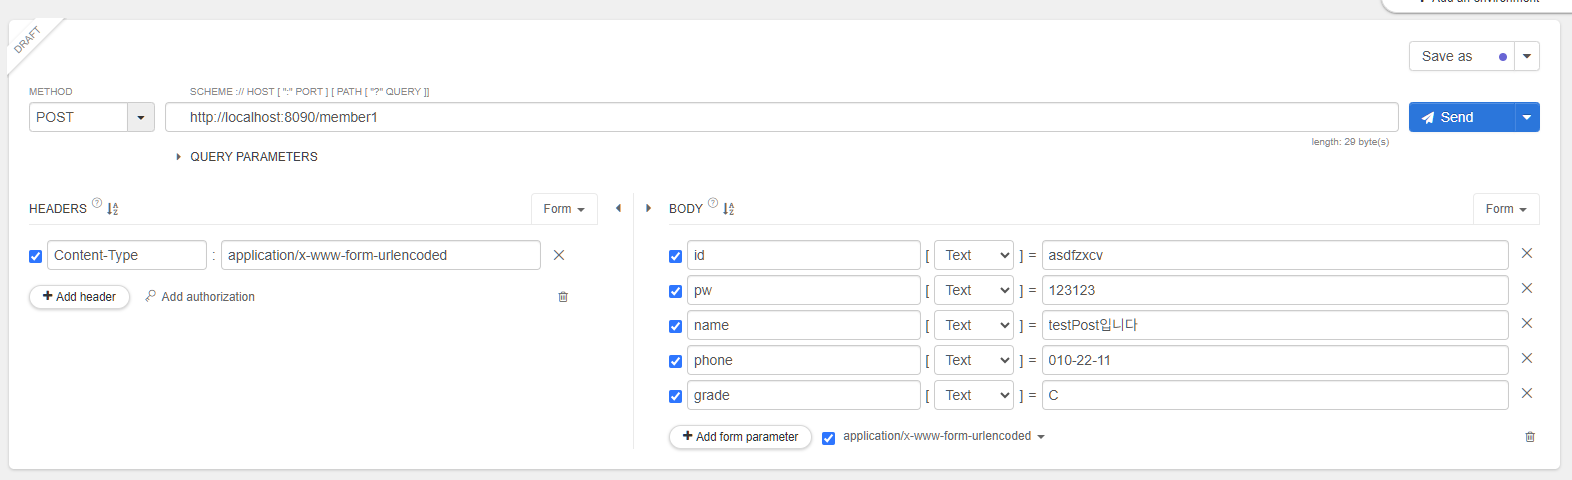 Add an environment
DRAFT
Save as
METHOD
SCHEME :// HOST [ ":" PORT ] [ PATH [ "?" QUERY ]]
POST
http://localhost:8090/member1
Send
length: 29 byte(s)
QUERY PARAMETERS
HEADERS ? A Z
Form
BODY ? A Z
Form
Content-Type : application/x-www-form-urlencoded
+ Add header
Add authorization
id [ Text ] = asdfzxcv
pw [ Text ] = 123123
name [ Text ] = testPost입니다
phone [ Text ] = 010-22-11
grade [ Text ] = C
+ Add form parameter
application/x-www-form-urlencoded